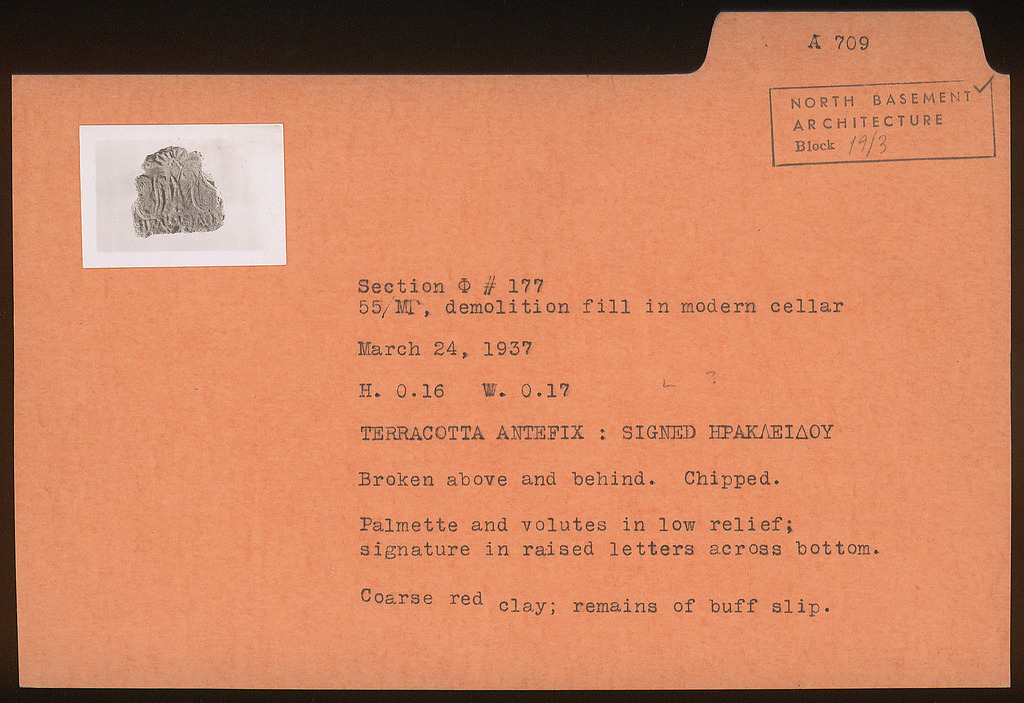 A 709
NORTH BASEMENT
ARCHITECTURE
Block 19/3
Section Φ # 177
55/ΜΓ, demolition fill in modern cellar
March 24, 1937
H. 0.16 W. 0.17
TERRACOTTA ANTEFIX : SIGNED ΗΡΑΚΛΕΙΔΟΥ
Broken above and behind. Chipped.
Palmette and volutes in low relief;
signature in raised letters across bottom.
Coarse red clay; remains of buff slip.